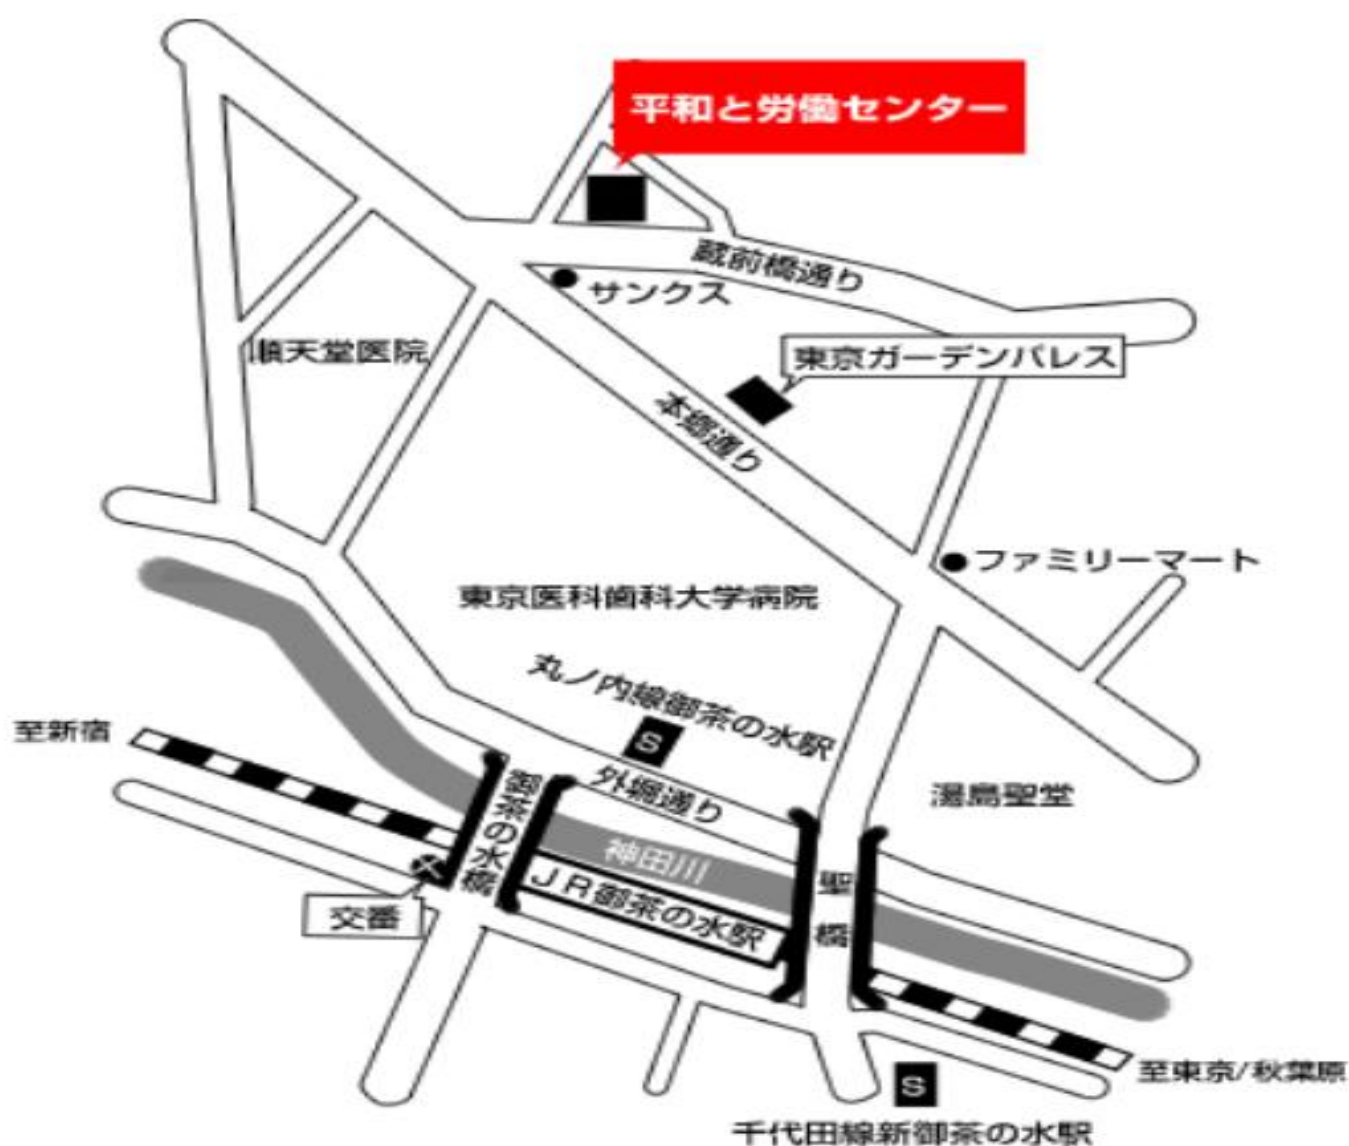 平和と労働センター
蔵前橋通り
サンクス
順天堂医院
東京ガーデンパレス
本郷通り
ファミリーマート
東京医科歯科大学病院
丸ノ内線御茶の水駅
S
至新宿
外堀通り
湯島聖堂
御茶の水橋
神田川
聖橋
JR御茶の水駅
交番
至東京/秋葉原
S
千代田線新御茶の水駅